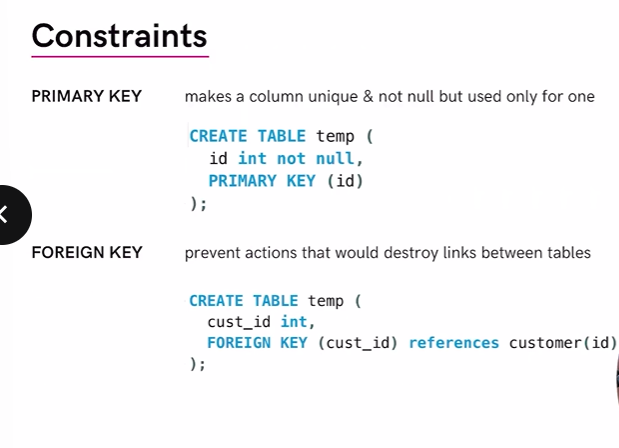 Constraints
PRIMARY KEY makes a column unique & not null but used only for one
CREATE TABLE temp (
id int not null,
PRIMARY KEY (id)
);
FOREIGN KEY prevent actions that would destroy links between tables
CREATE TABLE temp (
cust_id int,
FOREIGN KEY (cust_id) references customer(id)
);